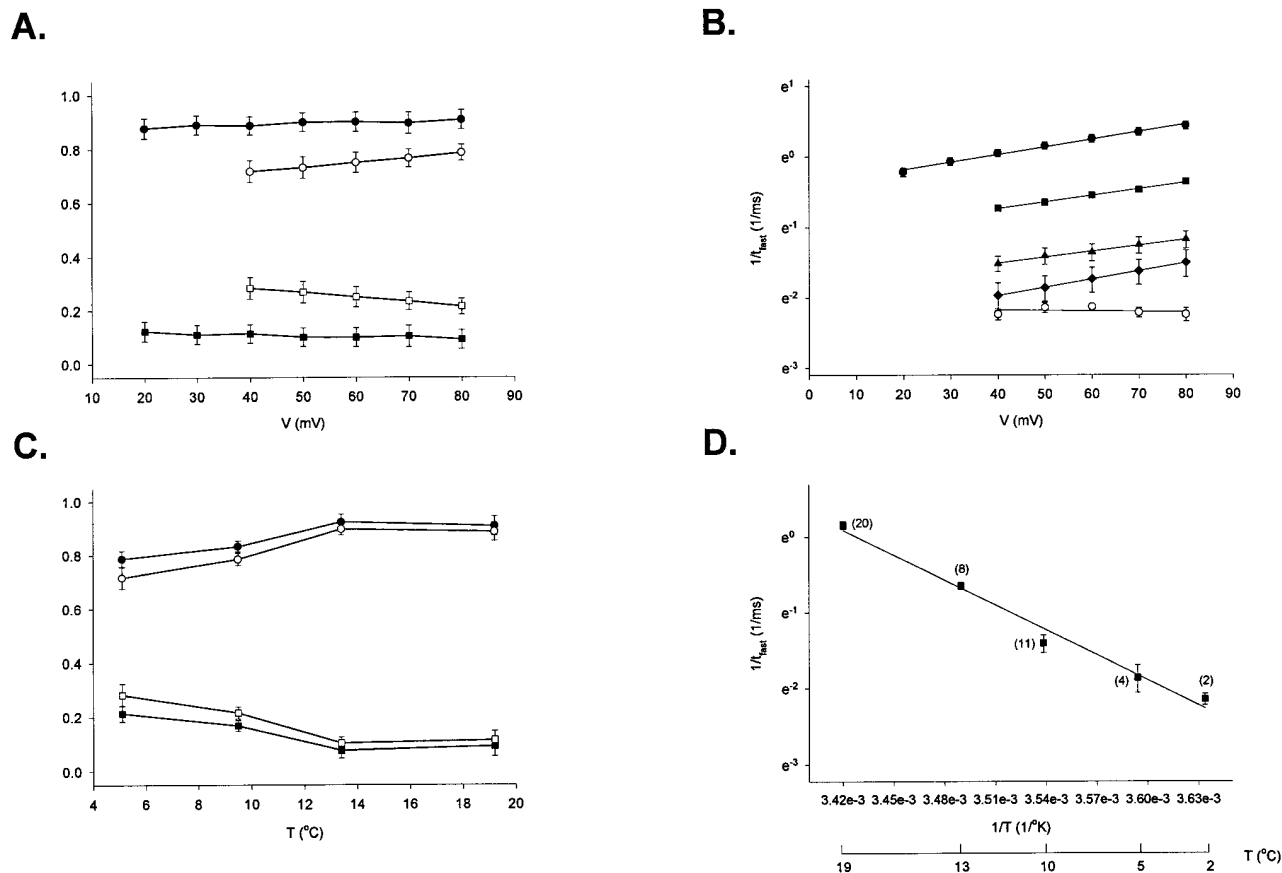 A.
1.0
0.8
0.6
0.4
0.2
0.0
10 20 30 40 50 60 70 80 90
V (mV)
B.
e1
e0
e-1
e-2
e-3
1/tfast (1/ms)
0 10 20 30 40 50 60 70 80 90
V (mV)
C.
1.0
0.8
0.6
0.4
0.2
0.0
4 6 8 10 12 14 16 18 20
T (oC)
D.
e0
e-1
e-2
e-3
1/tfast (1/ms)
(20)
(8)
(11)
(4)
(2)
3.42e-3 3.45e-3 3.48e-3 3.51e-3 3.54e-3 3.57e-3 3.60e-3 3.63e-3
1/T (1/oK)
19 13 10 5 2
T (oC)